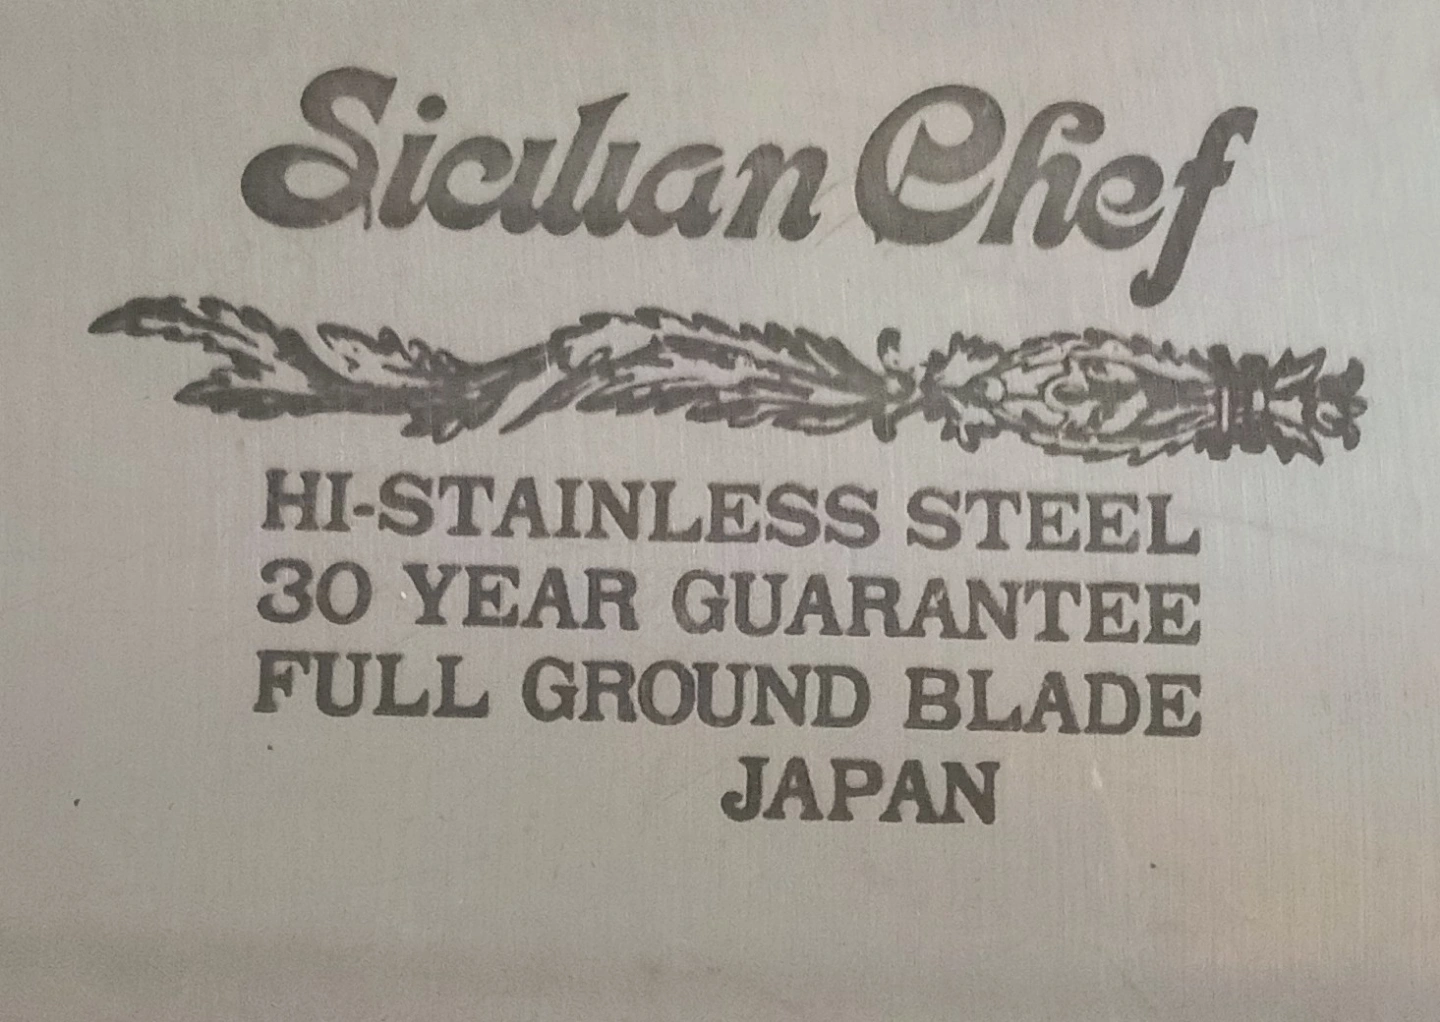 Sicilian Chef
HI-STAINLESS STEEL
30 YEAR GUARANTEE
FULL GROUND BLADE
JAPAN